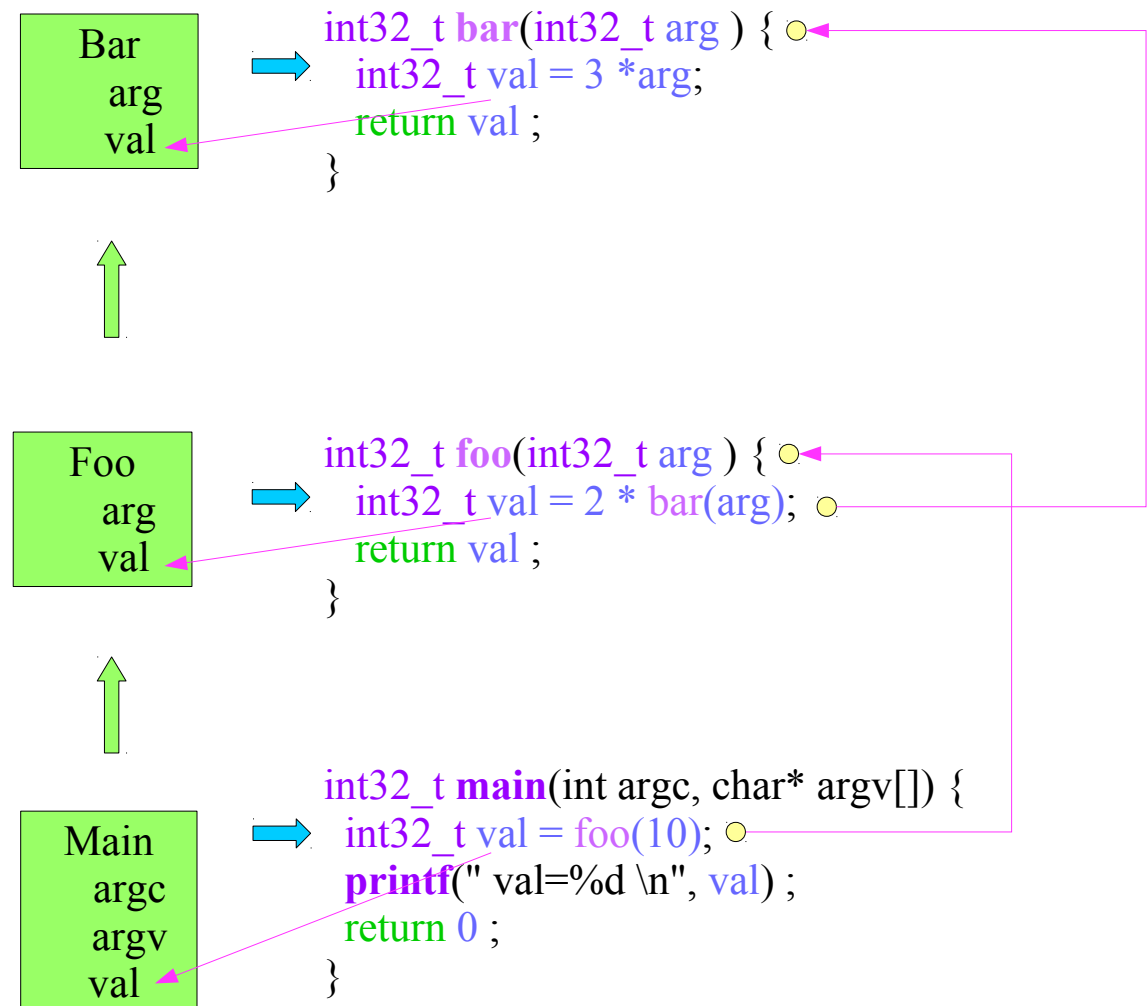 Bar
arg
val
int32_t bar(int32_t arg ) {
int32_t val = 3 *arg;
return val ;
}
Foo
arg
val
int32_t foo(int32_t arg ) {
int32_t val = 2 * bar(arg);
return val ;
}
Main
argc
argv
val
int32_t main(int argc, char* argv[]) {
int32_t val = foo(10);
printf(" val=%d \n", val) ;
return 0 ;
}